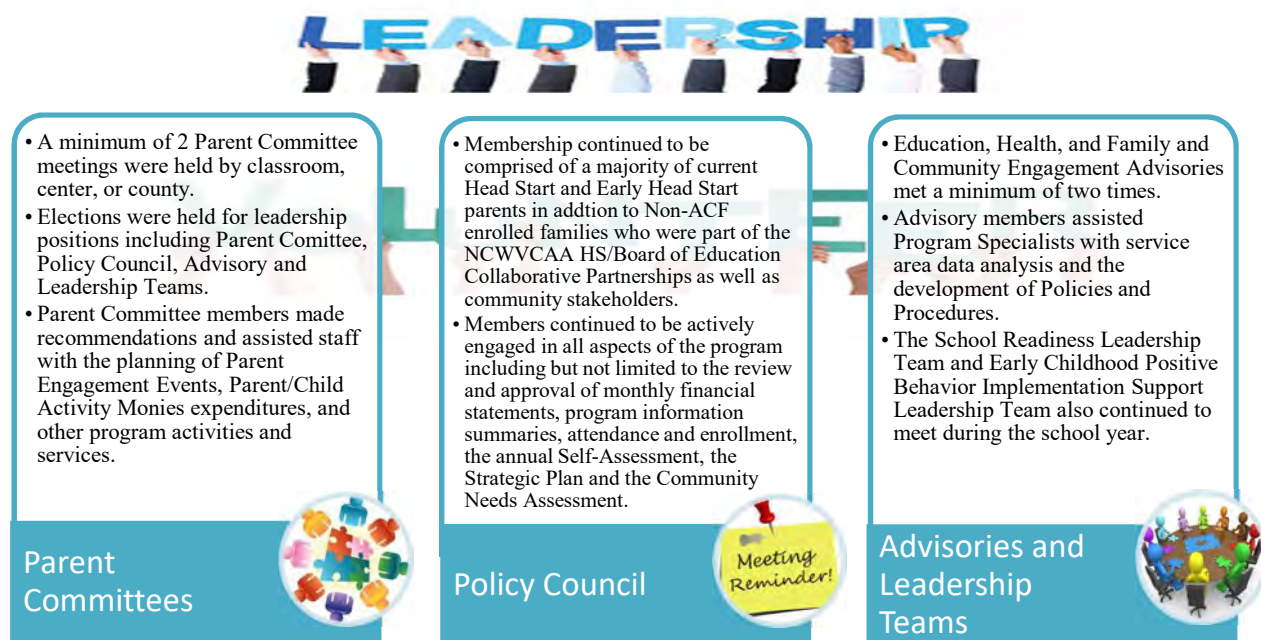 LEADERSHIP
• A minimum of 2 Parent Committee
meetings were held by classroom,
center, or county.
• Elections were held for leadership
positions including Parent Comittee,
Policy Council, Advisory and
Leadership Teams.
• Parent Committee members made
recommendations and assisted staff
with the planning of Parent
Engagement Events, Parent/Child
Activity Monies expenditures, and
other program activities and
services.
Parent
Committees
• Membership continued to be
comprised of a majority of current
Head Start and Early Head Start
parents in addtion to Non-ACF
enrolled families who were part of the
NCWVCAA HS/Board of Education
Collaborative Partnerships as well as
community stakeholders.
• Members continued to be actively
engaged in all aspects of the program
including but not limited to the review
and approval of monthly financial
statements, program information
summaries, attendance and enrollment,
the annual Self-Assessment, the
Strategic Plan and the Community
Needs Assessment.
Policy Council
Meeting
Reminder!
• Education, Health, and Family and
Community Engagement Advisories
met a minimum of two times.
• Advisory members assisted
Program Specialists with service
area data analysis and the
development of Policies and
Procedures.
• The School Readiness Leadership
Team and Early Childhood Positive
Behavior Implementation Support
Leadership Team also continued to
meet during the school year.
Advisories and
Leadership
Teams